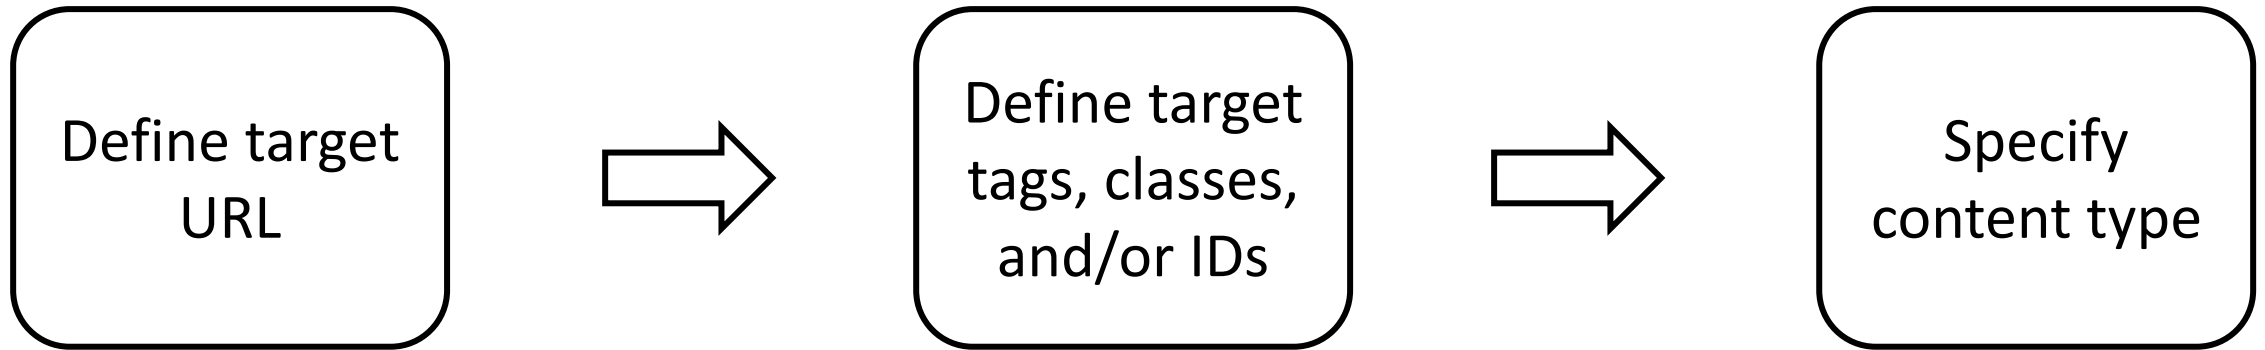 Define target
URL
Define target
tags, classes,
and/or IDs
Specify
content type